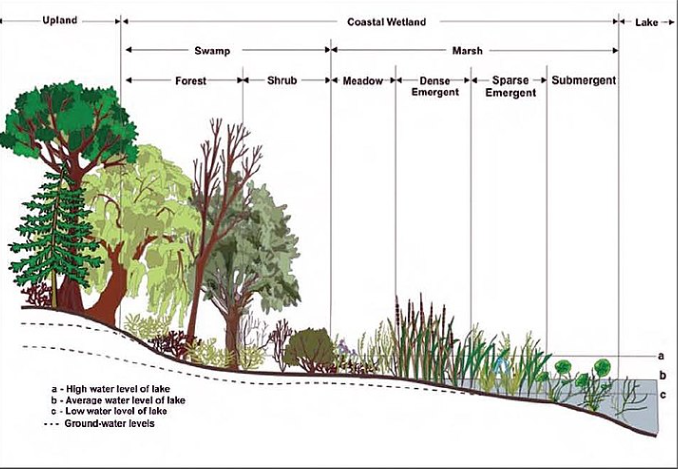 Upland
Coastal Wetland
Lake
Swamp
Marsh
Forest
Shrub
Meadow
Dense
Emergent
Sparse
Emergent
Submergent
a
b
c
a - High water level of lake
b - Average water level of lake
c - Low water level of lake
--- Ground-water levels